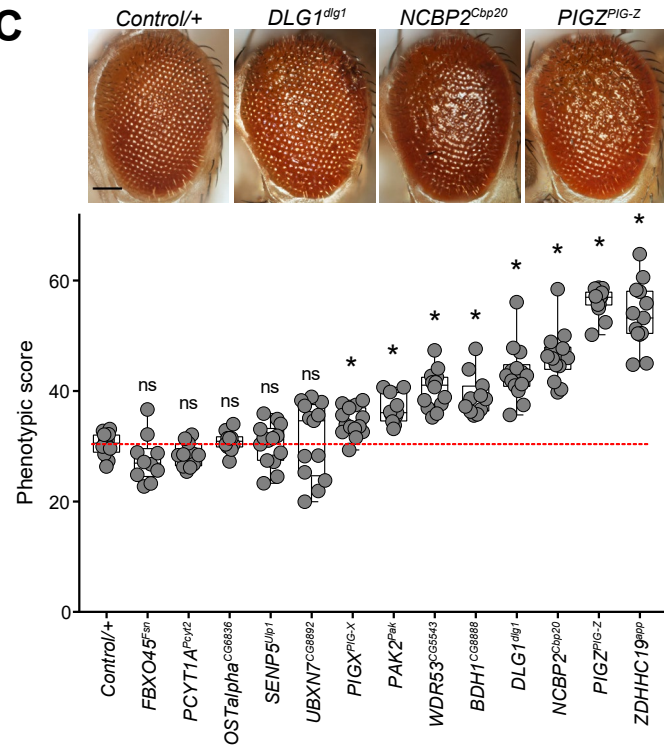 C
Control/+ DLG1dlg1 NCBP2Cbp20 PIGZPIG-Z
Phenotypic score
60
40
20
0
ns ns ns ns ns * * * * * * * *
Control/+
FBXO45Fsn
PCYT1APcyt2
OSTalphaCG6836
SENP5Ulp1
UBXN7CG8892
PIGXPIG-X
PAK2Pak
WDR53CG5543
BDH1CG8888
DLG1dlg1
NCBP2Cbp20
PIGZPIG-Z
ZDHHC19app